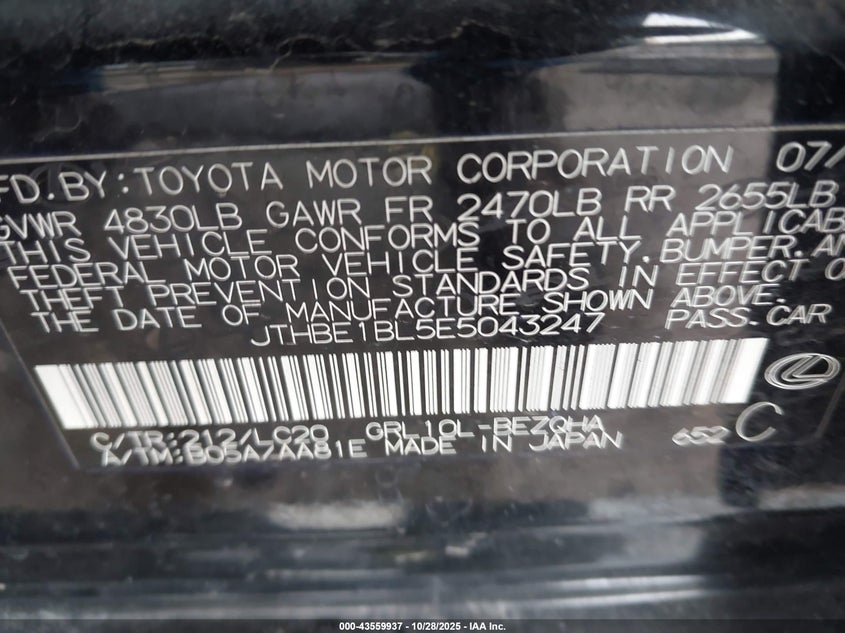 FD.BY:TOYOTA MOTOR CORPORATION 07/
GVWR 4830LB GAWR FR 2470LB RR 2655LB
THIS VEHICLE CONFORMS TO ALL APPLICAB
FEDERAL MOTOR VEHICLE SAFETY,BUMPER,AN
THEFT PREVENTION STANDARDS IN EFFECT O
THE DATE OF MANUFACTURE SHOWN ABOVE.
JTHBE1BL5E5043247 PASS.CAR
C/TR:212/LC20 GRL10L-BEZQHA
A/TM:B05A/AA81E MADE IN JAPAN 652 C
000-43559937 | 10/28/2025 | IAA Inc.